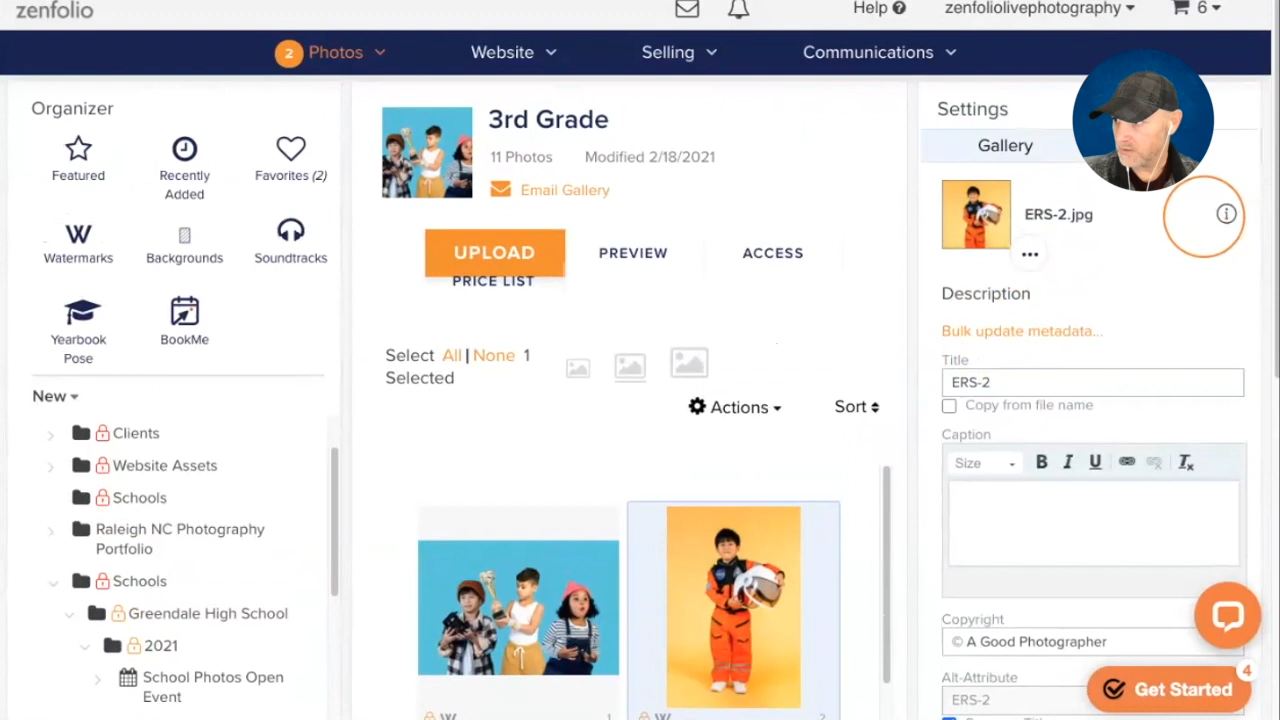 zenfolio
Help
zenfoliolivephotography
6
2 Photos
Website
Selling
Communications
Organizer
Featured
Recently
Added
Favorites (2)
Watermarks
Backgrounds
Soundtracks
Yearbook
Pose
BookMe
New
Clients
Website Assets
Schools
Raleigh NC Photography
Portfolio
Schools
Greendale High School
2021
School Photos Open
Event
3rd Grade
11 Photos Modified 2/18/2021
Email Gallery
UPLOAD
PREVIEW
ACCESS
PRICE LIST
Select All | None 1
Selected
Actions
Sort
W 1
W 2
Settings
Gallery
ERS-2.jpg
Description
Bulk update metadata...
Title
ERS-2
Copy from file name
Caption
Size B I U Tx
Copyright
© A Good Photographer
Alt-Attribute
ERS-2
Get Started
4